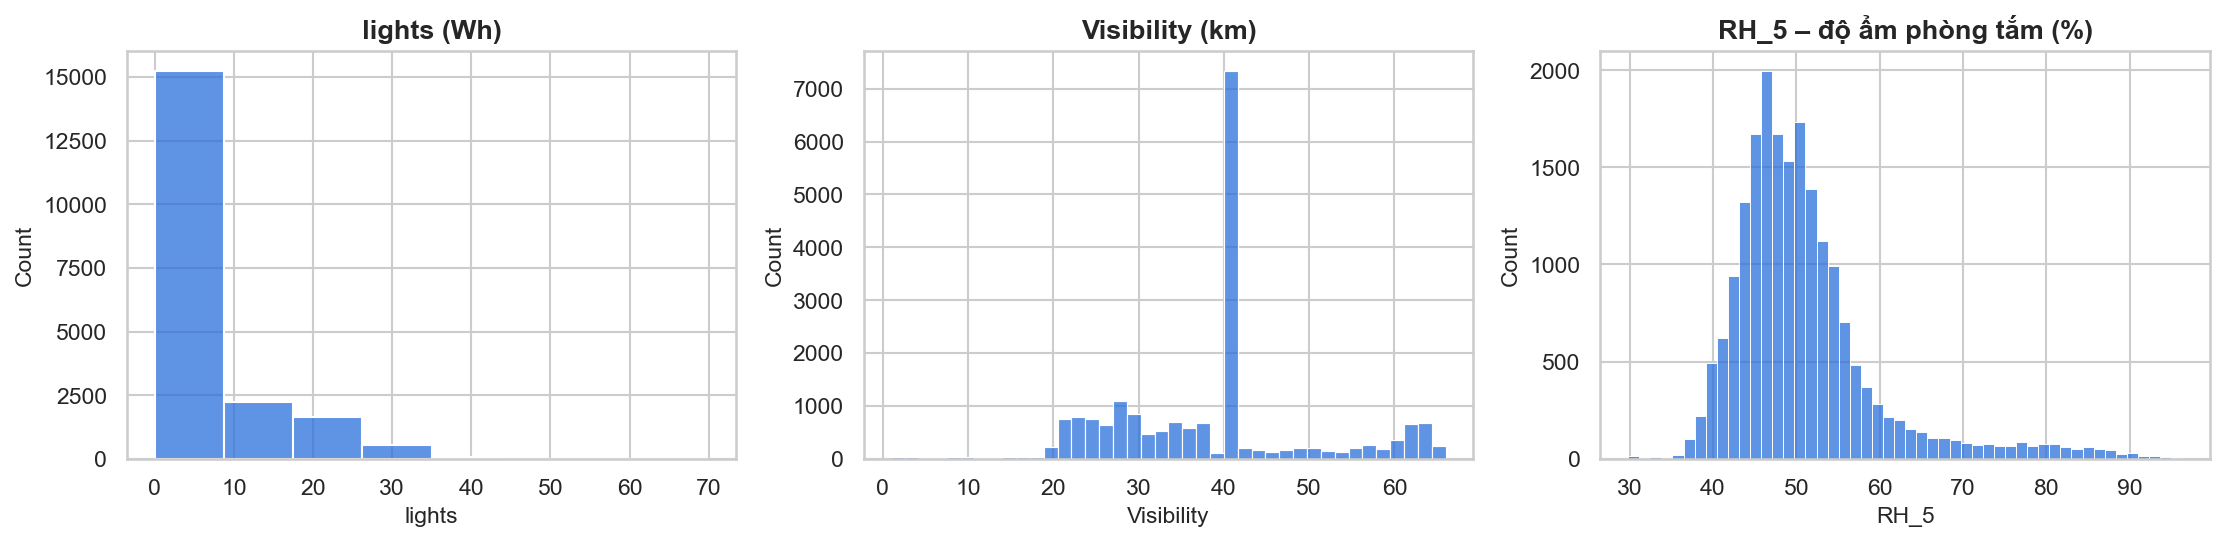 lights (Wh)
15000
12500
10000
7500
5000
2500
0
Count
0 10 20 30 40 50 60 70
lights
Visibility (km)
7000
6000
5000
4000
3000
2000
1000
0
Count
0 10 20 30 40 50 60
Visibility
RH_5 – độ ẩm phòng tắm (%)
2000
1500
1000
500
0
Count
30 40 50 60 70 80 90
RH_5